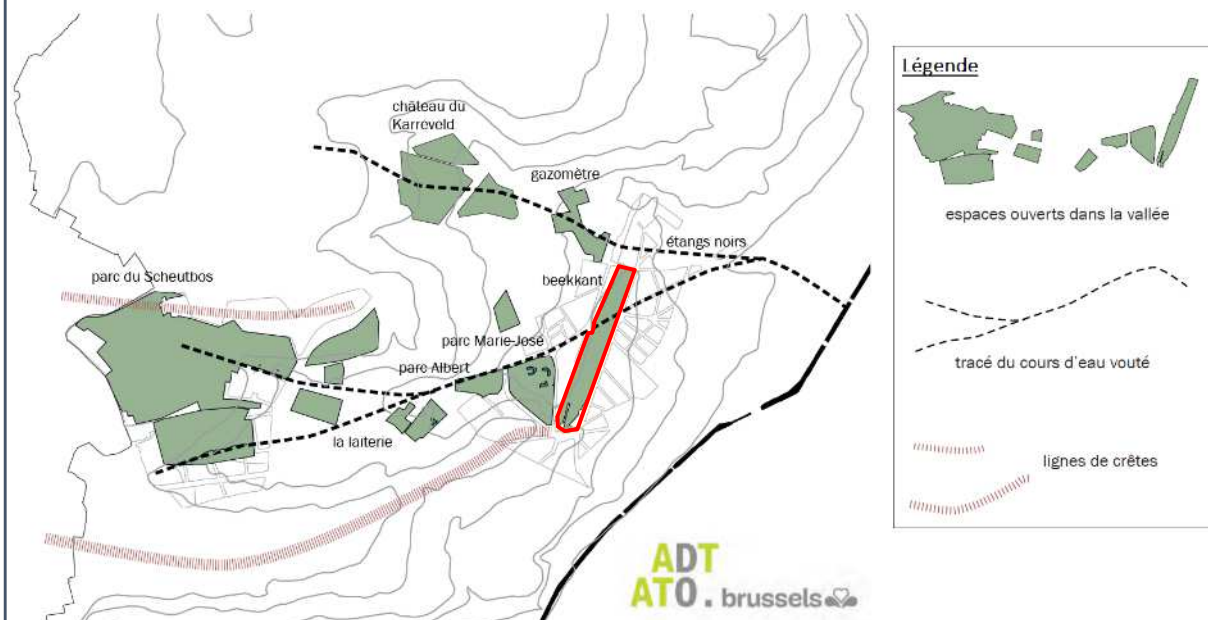 château du
Karreveld
gazomètre
étangs noirs
beekkant
parc du Scheutbos
parc Marie-José
parc Albert
la laiterie
ADT
ATO. brussels
Légende
espaces ouverts dans la vallée
tracé du cours d'eau vouté
lignes de crêtes